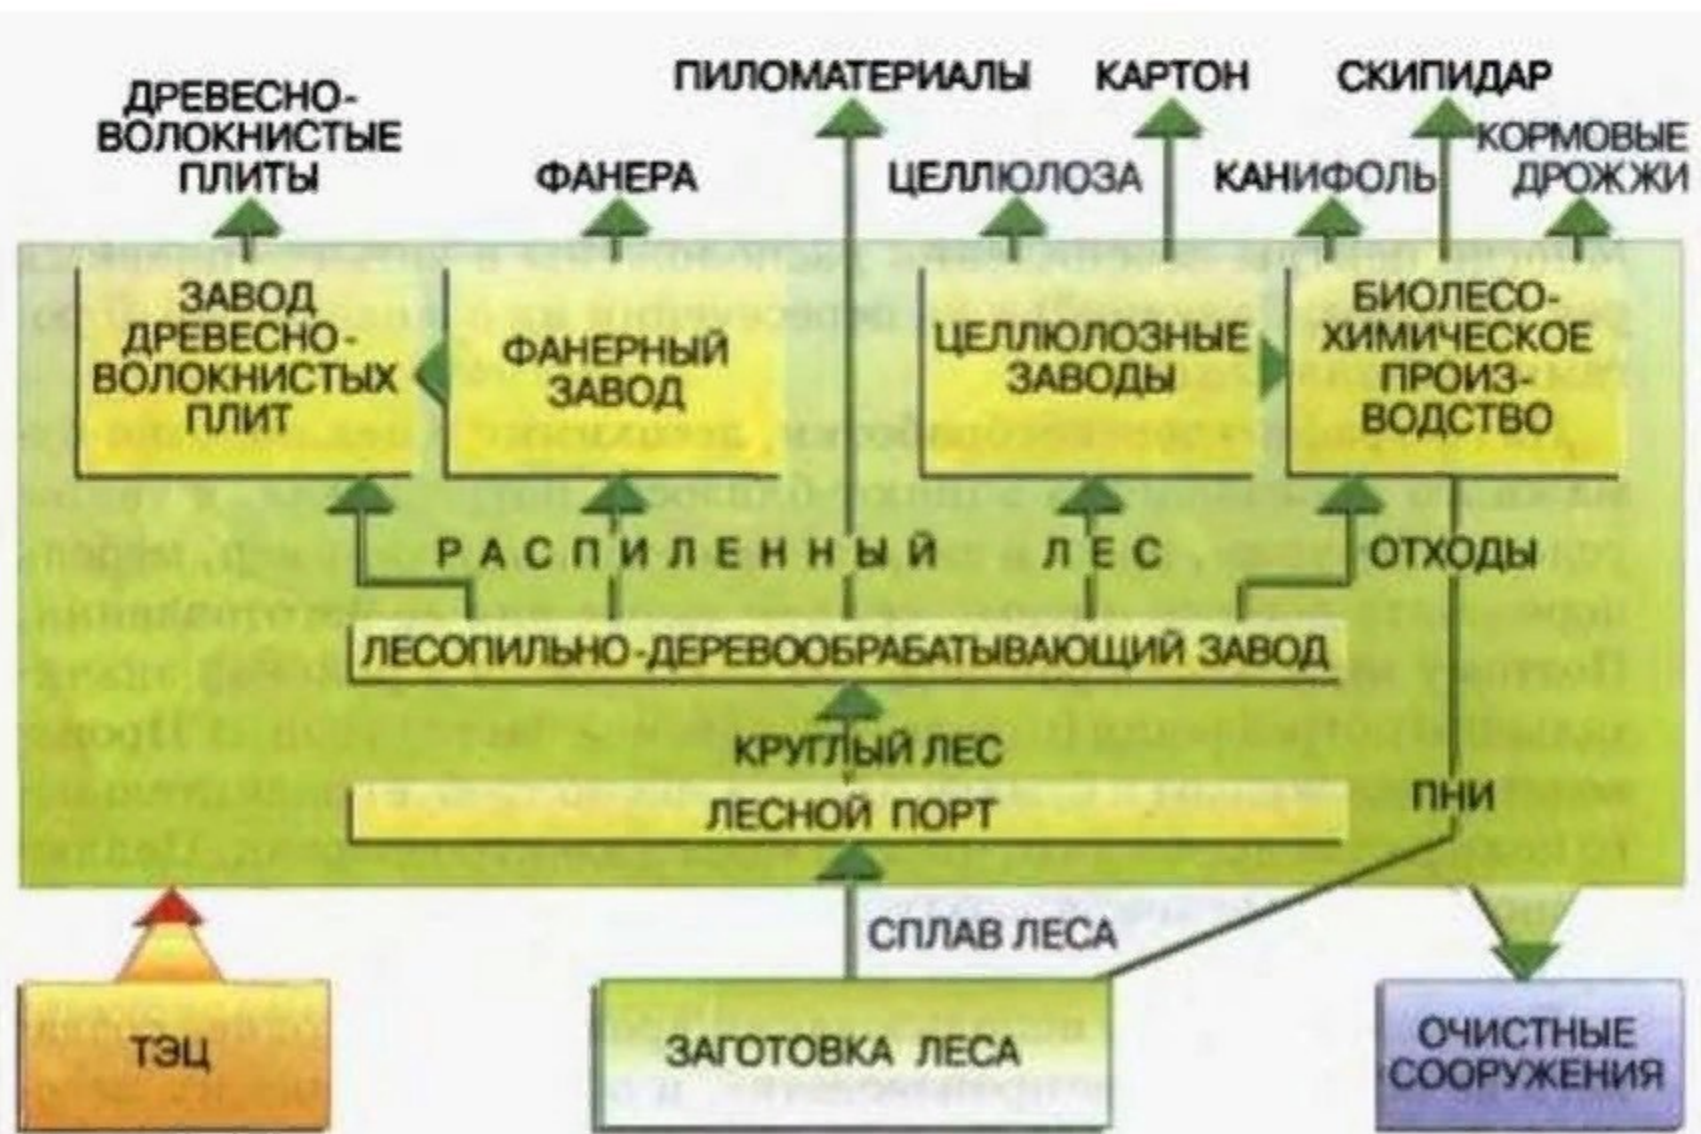 ДРЕВЕСНО-
ВОЛОКНИСТЫЕ
ПЛИТЫ
ФАНЕРА
ПИЛОМАТЕРИАЛЫ
ЦЕЛЛЮЛОЗА
КАРТОН
КАНИФОЛЬ
СКИПИДАР
КОРМОВЫЕ
ДРОЖЖИ
ЗАВОД
ДРЕВЕСНО-
ВОЛОКНИСТЫХ
ПЛИТ
ФАНЕРНЫЙ
ЗАВОД
ЦЕЛЛЮЛОЗНЫЕ
ЗАВОДЫ
БИОЛЕСО-
ХИМИЧЕСКОЕ
ПРОИЗ-
ВОДСТВО
РАСПИЛЕННЫЙ ЛЕС
ОТХОДЫ
ЛЕСОПИЛЬНО-ДЕРЕВООБРАБАТЫВАЮЩИЙ ЗАВОД
КРУГЛЫЙ ЛЕС
ПНИ
ЛЕСНОЙ ПОРТ
СПЛАВ ЛЕСА
ТЭЦ
ЗАГОТОВКА ЛЕСА
ОЧИСТНЫЕ
СООРУЖЕНИЯ